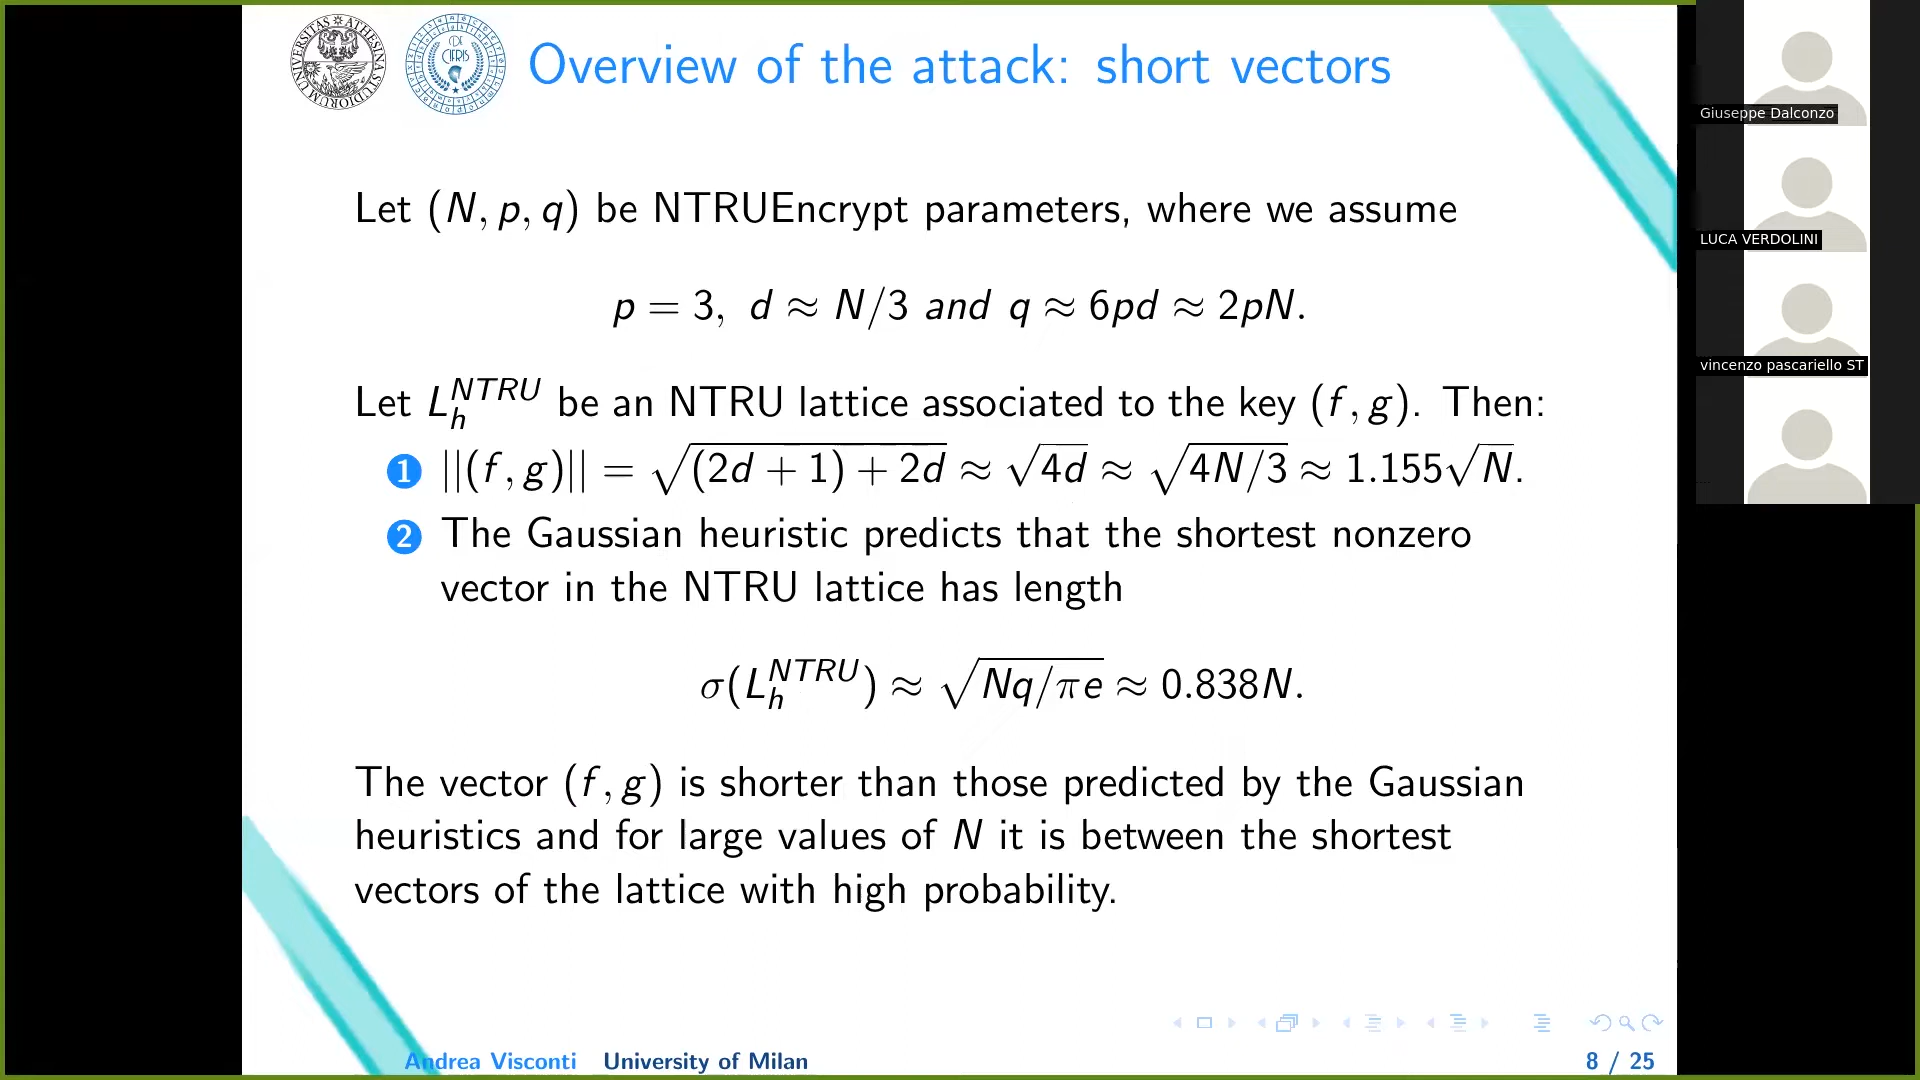 Overview of the attack: short vectors
Let (N, p, q) be NTRUEncrypt parameters, where we assume
p = 3, d ≈ N/3 and q ≈ 6pd ≈ 2pN.
Let L_h^{NTRU} be an NTRU lattice associated to the key (f, g). Then:
1 ||(f, g)|| = √(2d + 1) + 2d ≈ √4d ≈ √4N/3 ≈ 1.155√N.
2 The Gaussian heuristic predicts that the shortest nonzero
vector in the NTRU lattice has length
σ(L_h^{NTRU}) ≈ √Nq/πe ≈ 0.838N.
The vector (f, g) is shorter than those predicted by the Gaussian
heuristics and for large values of N it is between the shortest
vectors of the lattice with high probability.
Andrea Visconti University of Milan
8 / 25
Giuseppe Dalconzo
LUCA VERDOLINI
vincenzo pascariello ST